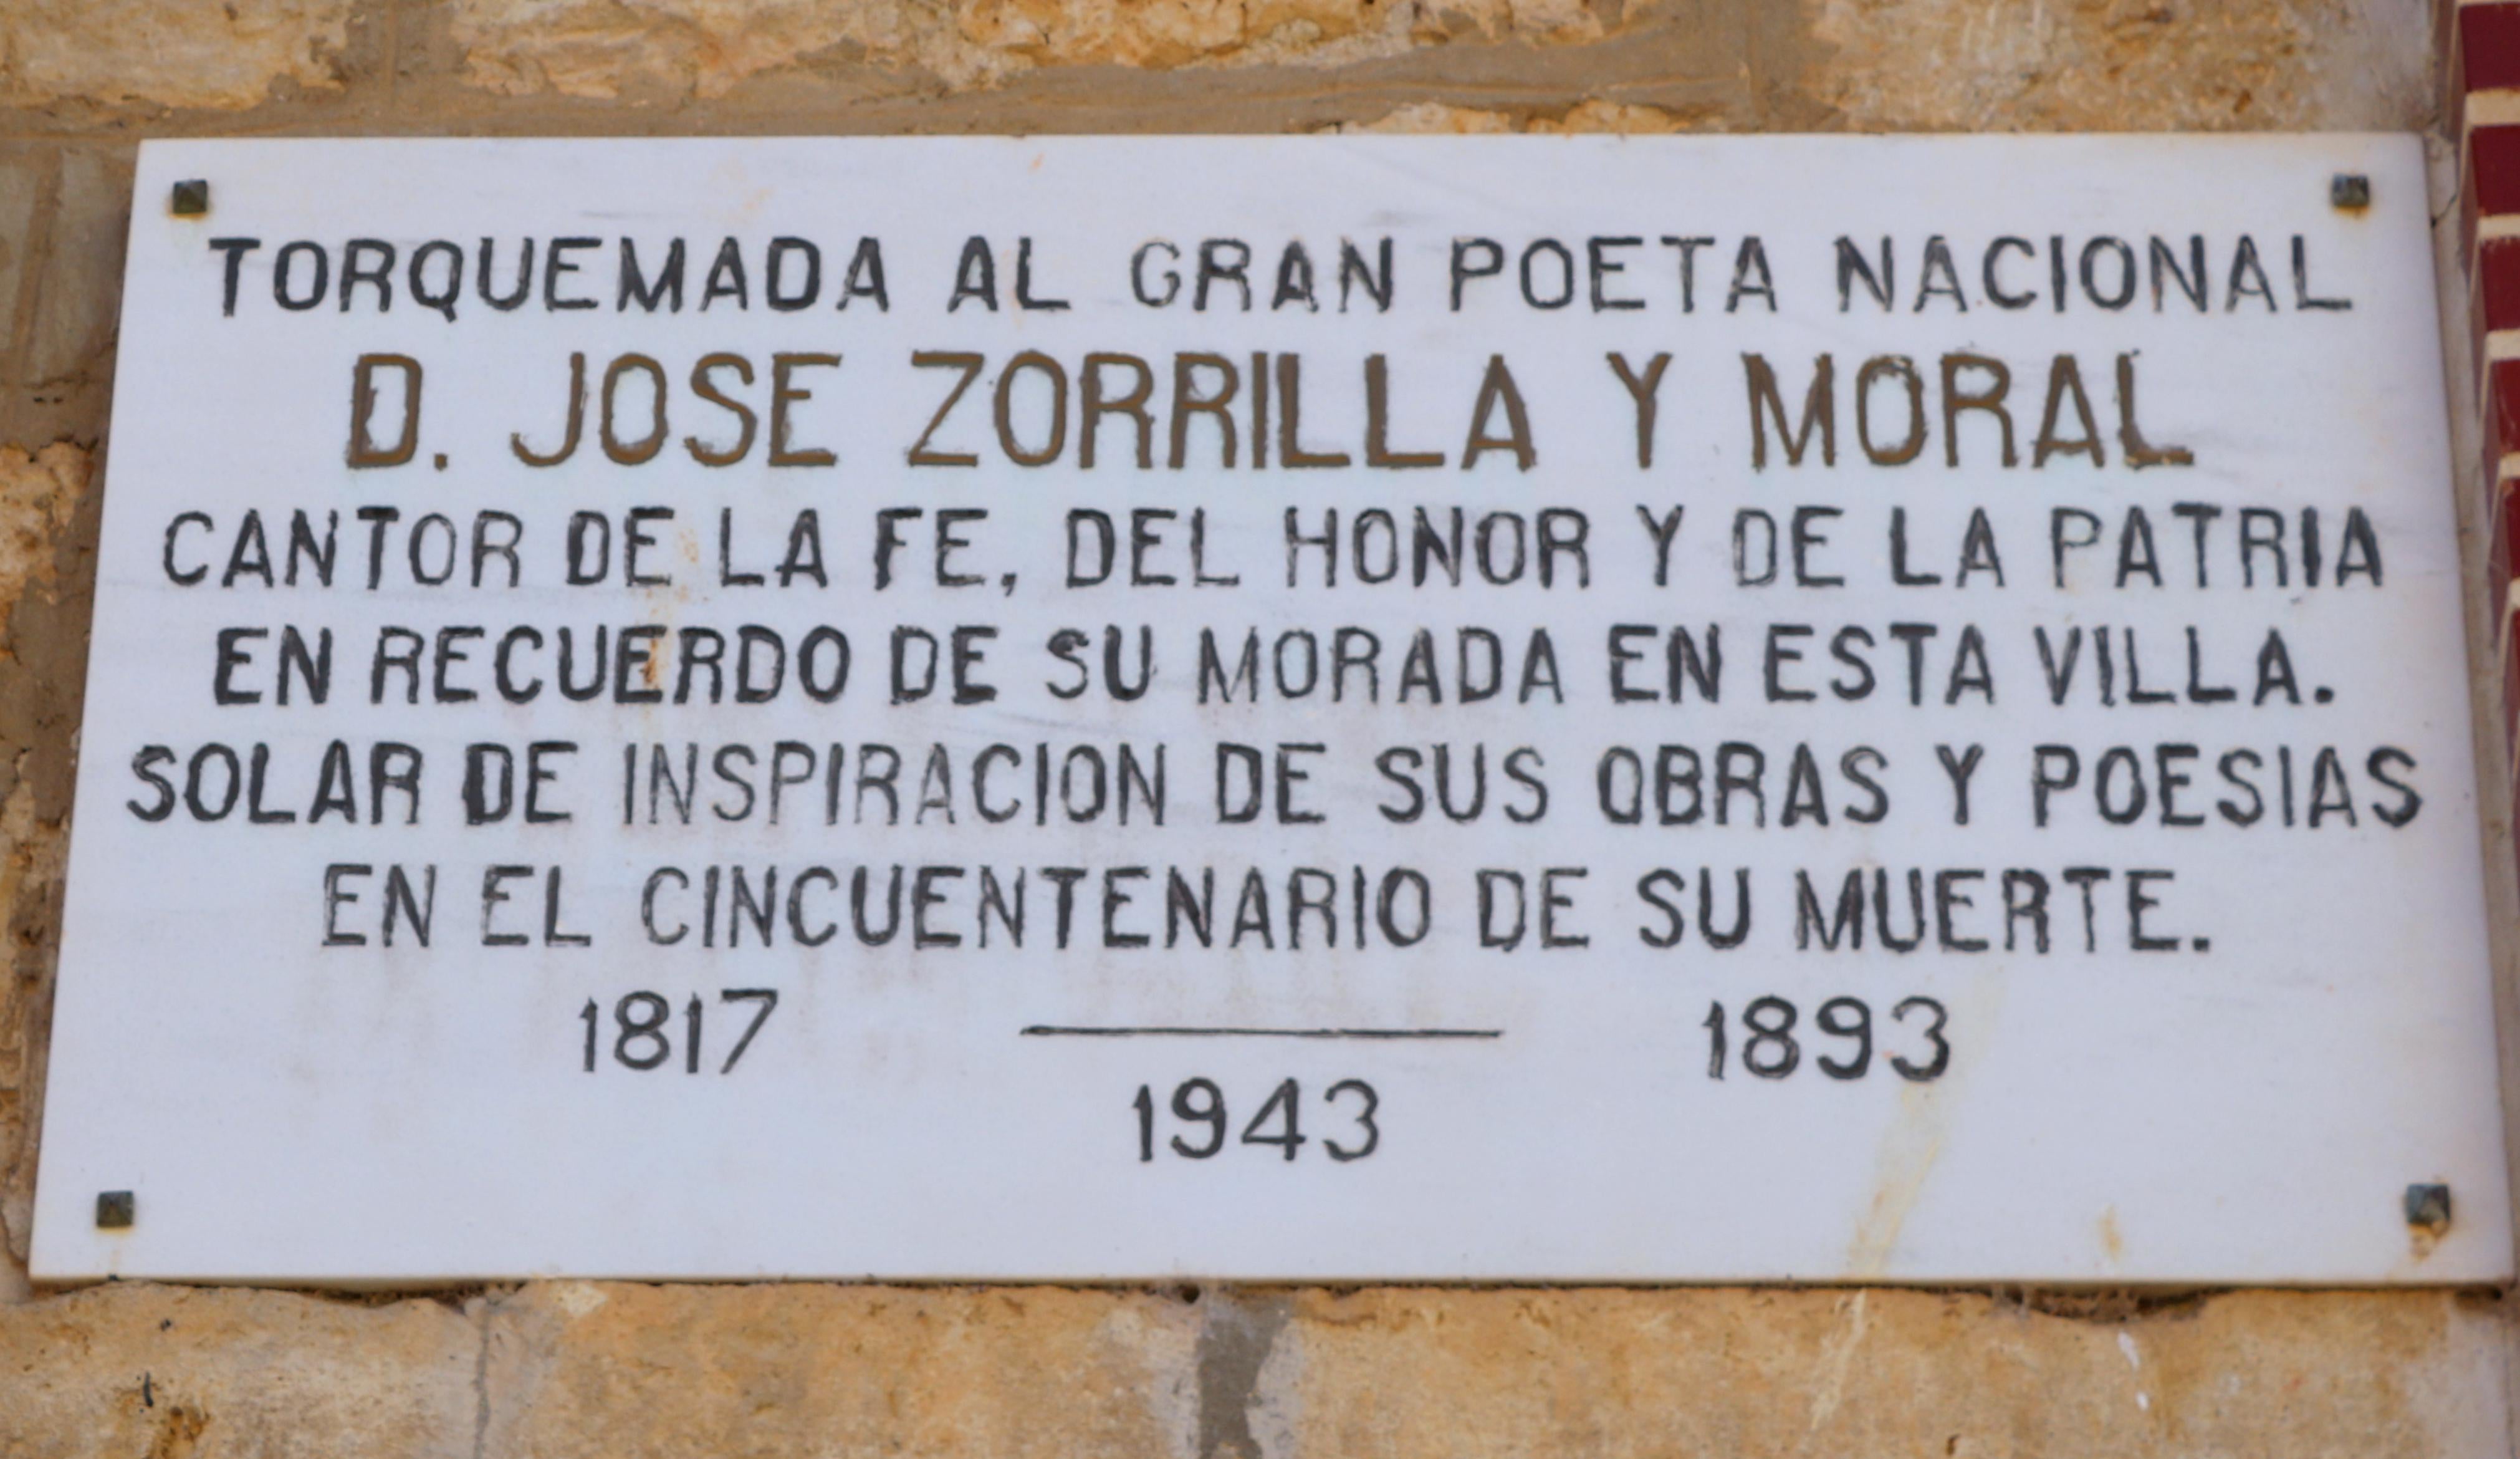 TORQUEMADA AL GRAN POETA NACIONAL
D. JOSE ZORRILLA Y MORAL
CANTOR DE LA FE, DEL HONOR Y DE LA PATRIA
EN RECUERDO DE SU MORADA EN ESTA VILLA.
SOLAR DE INSPIRACION DE SUS OBRAS Y POESIAS
EN EL CINCUENTENARIO DE SU MUERTE.
1817 — 1893
1943